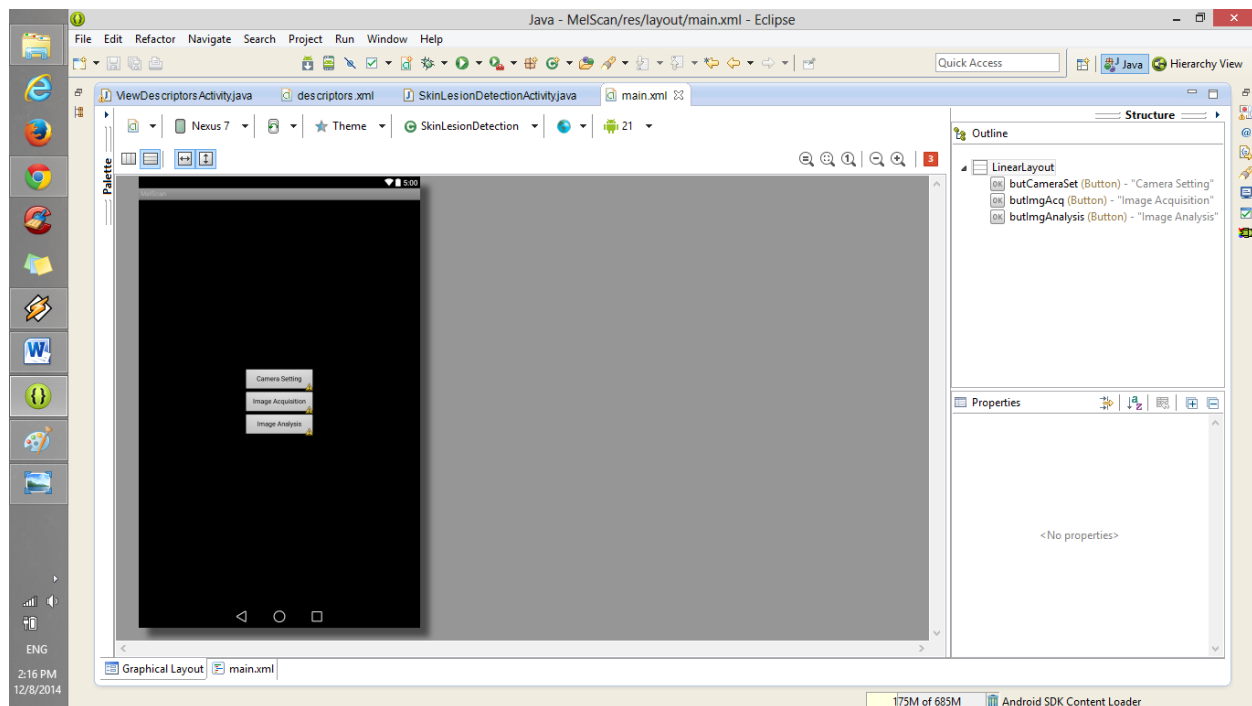 Java - MelScan/res/layout/main.xml - Eclipse
File Edit Refactor Navigate Search Project Run Window Help
Quick Access
Java
Hierarchy View
ViewDescriptorsActivity.java
descriptors.xml
SkinLesionDetectionActivity.java
main.xml
Nexus 7
Theme
SkinLesionDetection
21
3
Palette
5:00
MelScan
Camera Setting
Image Acquisition
Image Analysis
Structure
Outline
LinearLayout
OK butCameraSet (Button) - "Camera Setting"
OK butImgAcq (Button) - "Image Acquisition"
OK butImgAnalysis (Button) - "Image Analysis"
Properties
<No properties>
Graphical Layout
main.xml
175M of 685M
Android SDK Content Loader
ENG
2:16 PM
12/8/2014